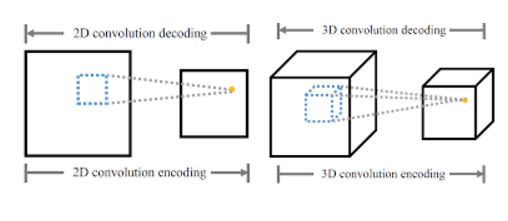 2D convolution decoding
3D convolution decoding
2D convolution encoding
3D convolution encoding